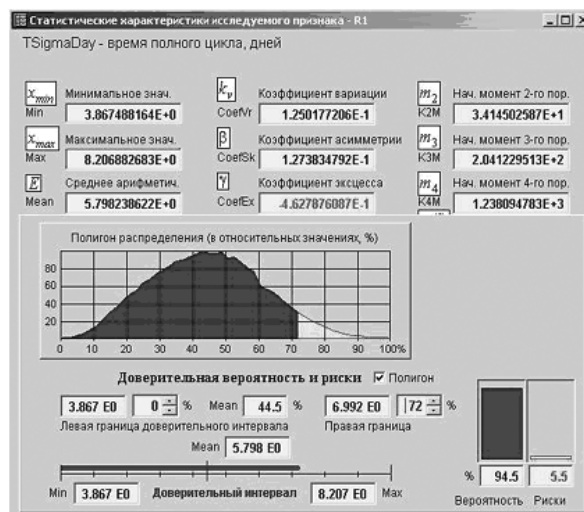 Статистические характеристики исследуемого признака - R1
TSigmaDay - время полного цикла, дней
x min Минимальное знач.
Min 3.867488164E+0
k v Коэффициент вариации
CoefVr 1.250177206E-1
m 2 Нач. момент 2-го пор.
K2M 3.414502587E+1
x max Максимальное знач.
Max 8.206882683E+0
β Коэффициент асимметрии
CoefSk 1.273834792E-1
m 3 Нач. момент 3-го пор.
K3M 2.041229513E+2
E Среднее арифметич.
Mean 5.798238622E+0
γ Коэффициент эксцесса
CoefEx -4.627876087E-1
m 4 Нач. момент 4-го пор.
K4M 1.238094783E+3
Полигон распределения (в относительных значениях, %)
80
60
40
20
0 10 20 30 40 50 60 70 80 90 100%
Доверительная вероятность и риски Полигон
3.867 E0 0 % Mean 44.5 % 6.992 E0 72 %
Левая граница доверительного интервала Правая граница
Mean 5.798 E0
Min 3.867 E0 Доверительный интервал 8.207 E0 Max
% 94.5 5.5
Вероятность Риски